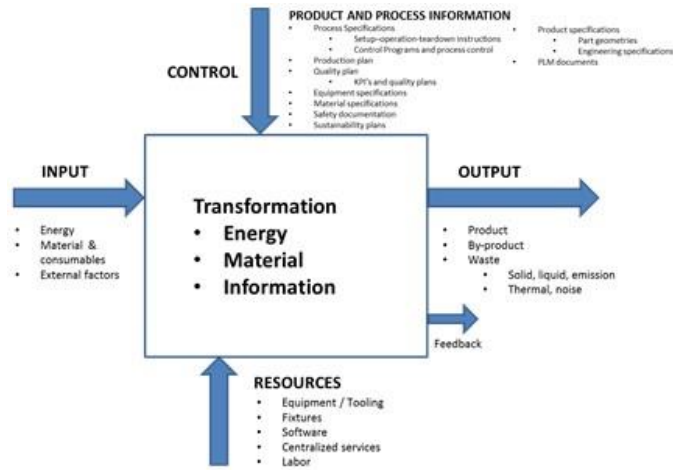 PRODUCT AND PROCESS INFORMATION
• Process Specifications
• Setup-operation-teardown instructions
• Control Programs and process control
• Production plan
• Quality plan
• KPI's and quality plans
• Equipment specifications
• Material specifications
• Safety documentation
• Sustainability plans
• Product specifications
• Part geometries
• Engineering specifications
• PLM documents
CONTROL
INPUT
• Energy
• Material &
consumables
• External factors
Transformation
• Energy
• Material
• Information
OUTPUT
• Product
• By-product
• Waste
• Solid, liquid, emission
• Thermal, noise
Feedback
RESOURCES
• Equipment / Tooling
• Fixtures
• Software
• Centralized services
• Labor